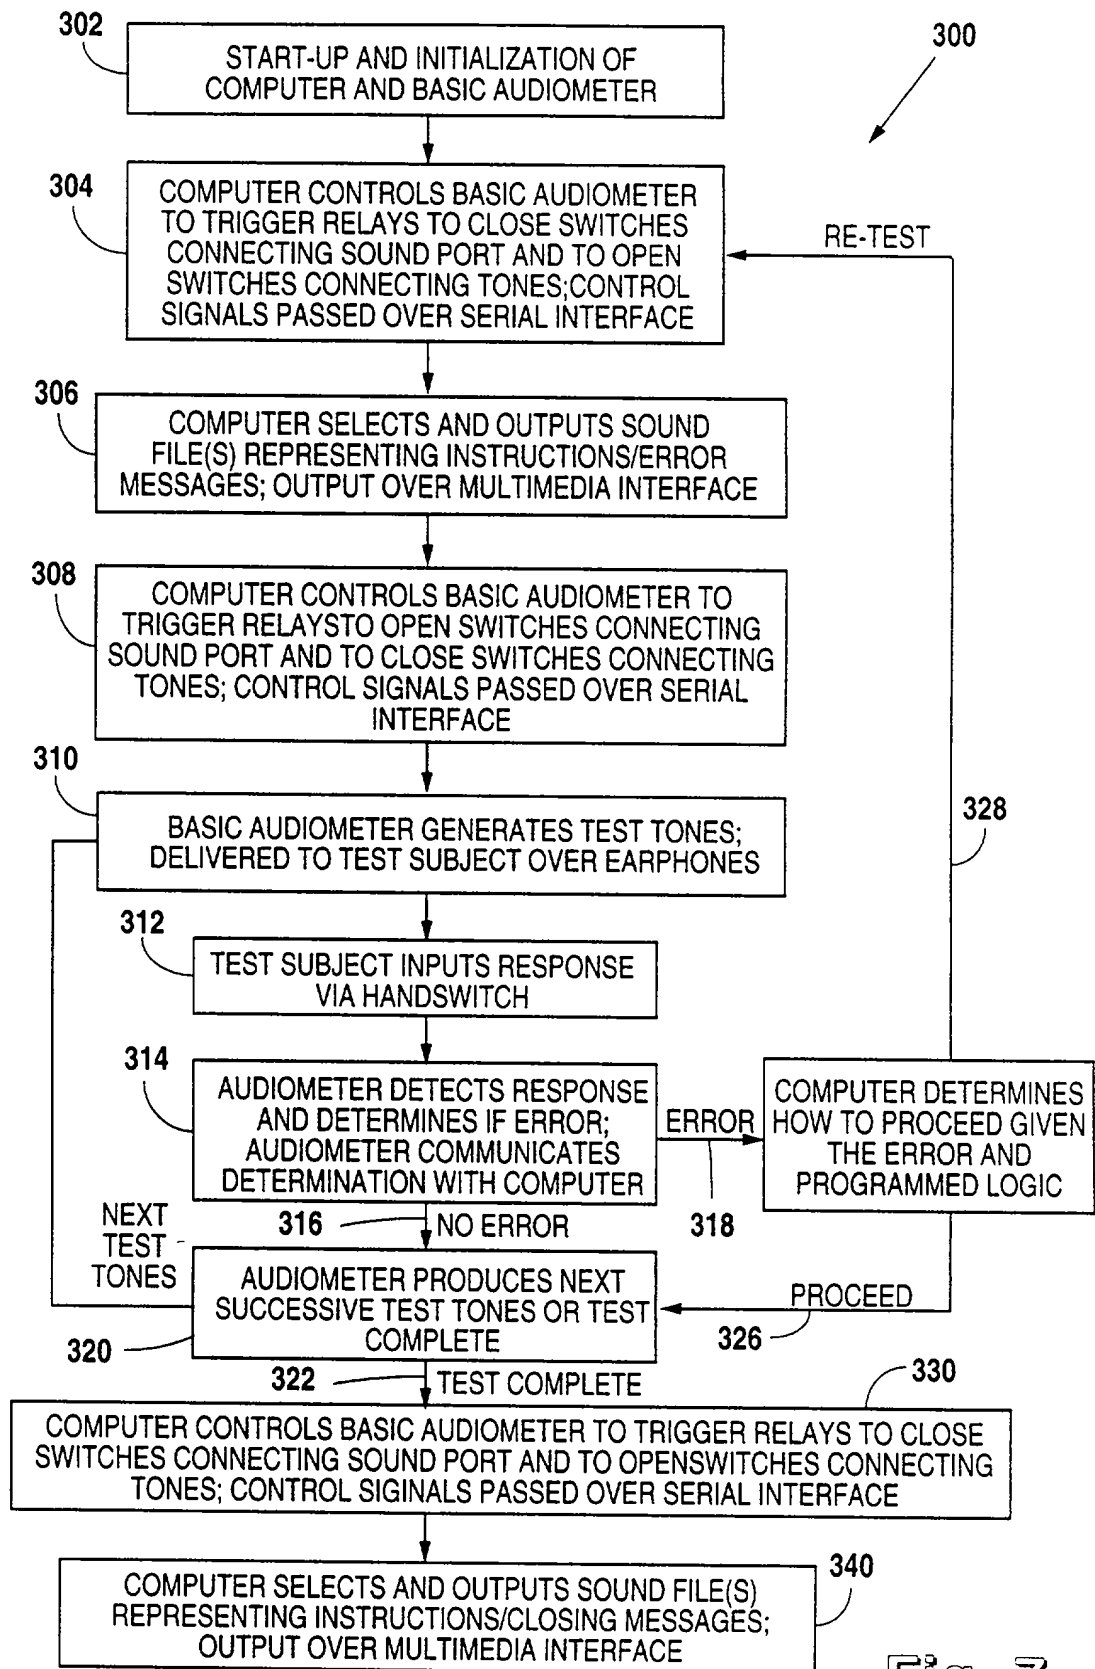 302
START-UP AND INITIALIZATION OF
COMPUTER AND BASIC AUDIOMETER
300
304
COMPUTER CONTROLS BASIC AUDIOMETER
TO TRIGGER RELAYS TO CLOSE SWITCHES
CONNECTING SOUND PORT AND TO OPEN
SWITCHES CONNECTING TONES;CONTROL
SIGNALS PASSED OVER SERIAL INTERFACE
RE-TEST
306
COMPUTER SELECTS AND OUTPUTS SOUND
FILE(S) REPRESENTING INSTRUCTIONS/ERROR
MESSAGES; OUTPUT OVER MULTIMEDIA INTERFACE
308
COMPUTER CONTROLS BASIC AUDIOMETER TO
TRIGGER RELAYSTO OPEN SWITCHES CONNECTING
SOUND PORT AND TO CLOSE SWITCHES CONNECTING
TONES; CONTROL SIGNALS PASSED OVER SERIAL
INTERFACE
310
BASIC AUDIOMETER GENERATES TEST TONES;
DELIVERED TO TEST SUBJECT OVER EARPHONES
328
312
TEST SUBJECT INPUTS RESPONSE
VIA HANDSWITCH
314
AUDIOMETER DETECTS RESPONSE
AND DETERMINES IF ERROR;
AUDIOMETER COMMUNICATES
DETERMINATION WITH COMPUTER
ERROR
318
COMPUTER DETERMINES
HOW TO PROCEED GIVEN
THE ERROR AND
PROGRAMMED LOGIC
316
NO ERROR
NEXT
TEST
TONES
AUDIOMETER PRODUCES NEXT
SUCCESSIVE TEST TONES OR TEST
COMPLETE
PROCEED
326
320
322
TEST COMPLETE
330
COMPUTER CONTROLS BASIC AUDIOMETER TO TRIGGER RELAYS TO CLOSE
SWITCHES CONNECTING SOUND PORT AND TO OPENSWITCHES CONNECTING
TONES; CONTROL SIGINALS PASSED OVER SERIAL INTERFACE
340
COMPUTER SELECTS AND OUTPUTS SOUND FILE(S)
REPRESENTING INSTRUCTIONS/CLOSING MESSAGES;
OUTPUT OVER MULTIMEDIA INTERFACE